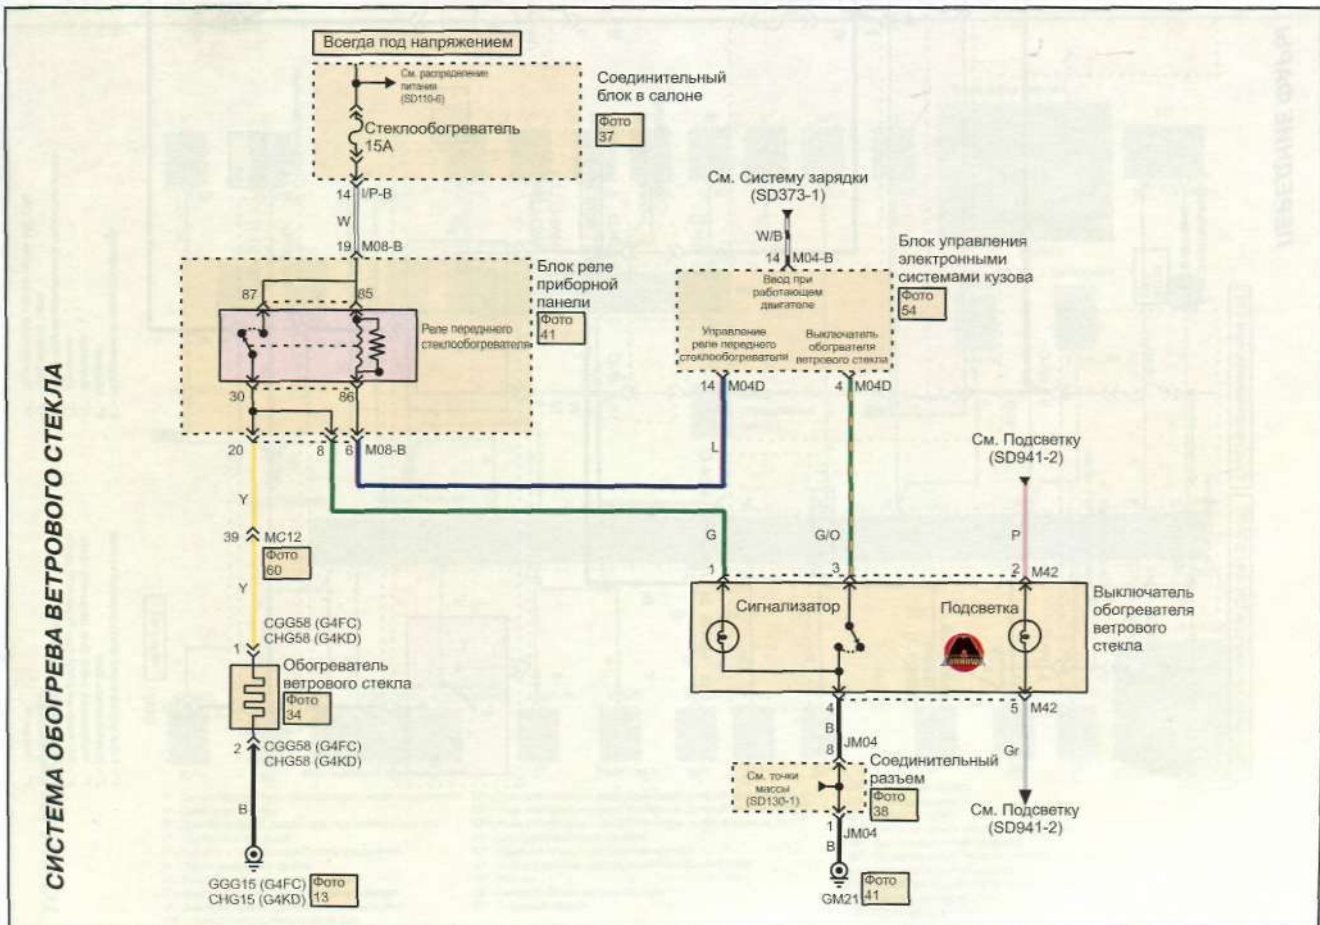 СИСТЕМА ОБОГРЕВА ВЕТРОВОГО СТЕКЛА
Всегда под напряжением
См. распределение
питания
(SD110-6)
Стеклообогреватель
15A
Соединительный
блок в салоне
Фото
37
14 I/P-B
W
19 M08-B
Блок реле
приборной
панели
Фото
41
87
85
Реле переднего
стеклообогревателя
30
86
20
8
6 M08-B
См. Систему зарядки
(SD373-1)
W/B
14 M04-B
Ввод при
работающем
двигателе
Управление
реле переднего
стеклообогревателя
Выключатель
обогревателя
ветрового стекла
Блок управления
электронными
системами кузова
Фото
54
14 M04D
4 M04D
L
См. Подсветку
(SD941-2)
Y
39 MC12
Фото
60
Y
G
G/O
P
1
3
2 M42
Сигнализатор
Подсветка
Выключатель
обогревателя
ветрового
стекла
CGG58 (G4FC)
CHG58 (G4KD)
1
Обогреватель
ветрового стекла
Фото
34
2
CGG58 (G4FC)
CHG58 (G4KD)
B
GGG15 (G4FC)
CHG15 (G4KD)
Фото
13
4
5 M42
B
8 JM04
Gr
См. точки
массы
(SD130-1)
Соединительный
разъем
Фото
38
1 JM04
B
См. Подсветку
(SD941-2)
GM21
Фото
41